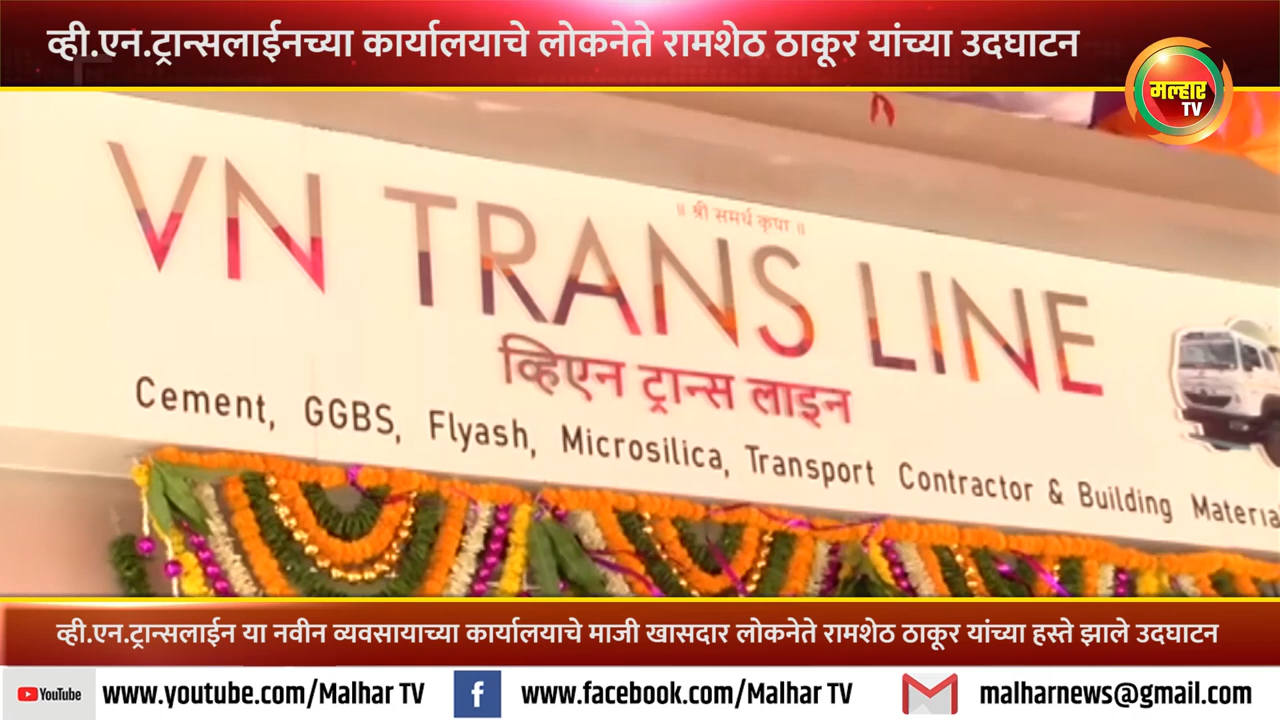 व्ही.एन.ट्रान्सलाईनच्या कार्यालयाचे लोकनेते रामशेठ ठाकूर यांच्या उदघाटन
मल्हार
TV
॥ श्री समर्थ कृपा ॥
VN TRANS LINE
व्हिएन ट्रान्स लाइन
Cement, GGBS, Flyash, Microsilica, Transport Contractor & Building Materia
व्ही.एन.ट्रान्सलाईन या नवीन व्यवसायाच्या कार्यालयाचे माजी खासदार लोकनेते रामशेठ ठाकूर यांच्या हस्ते झाले उदघाटन
YouTube www.youtube.com/Malhar TV www.facebook.com/Malhar TV malharnews@gmail.com